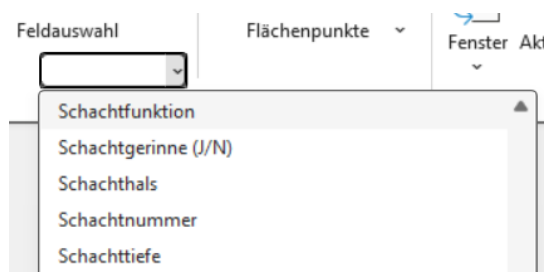 Feldauswahl
Flächenpunkte
Fenster
Schachtfunktion
Schachtgerinne (J/N)
Schachthals
Schachtnummer
Schachttiefe